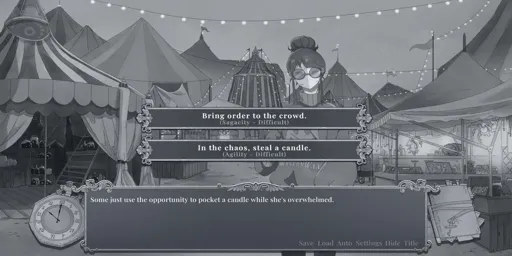 Bring order to the crowd.
(Sagacity - Difficult)
In the chaos, steal a candle.
(Agility - Difficult)
Some just use the opportunity to pocket a candle while she's overwhelmed.
Save Load Auto Settings Hide Title